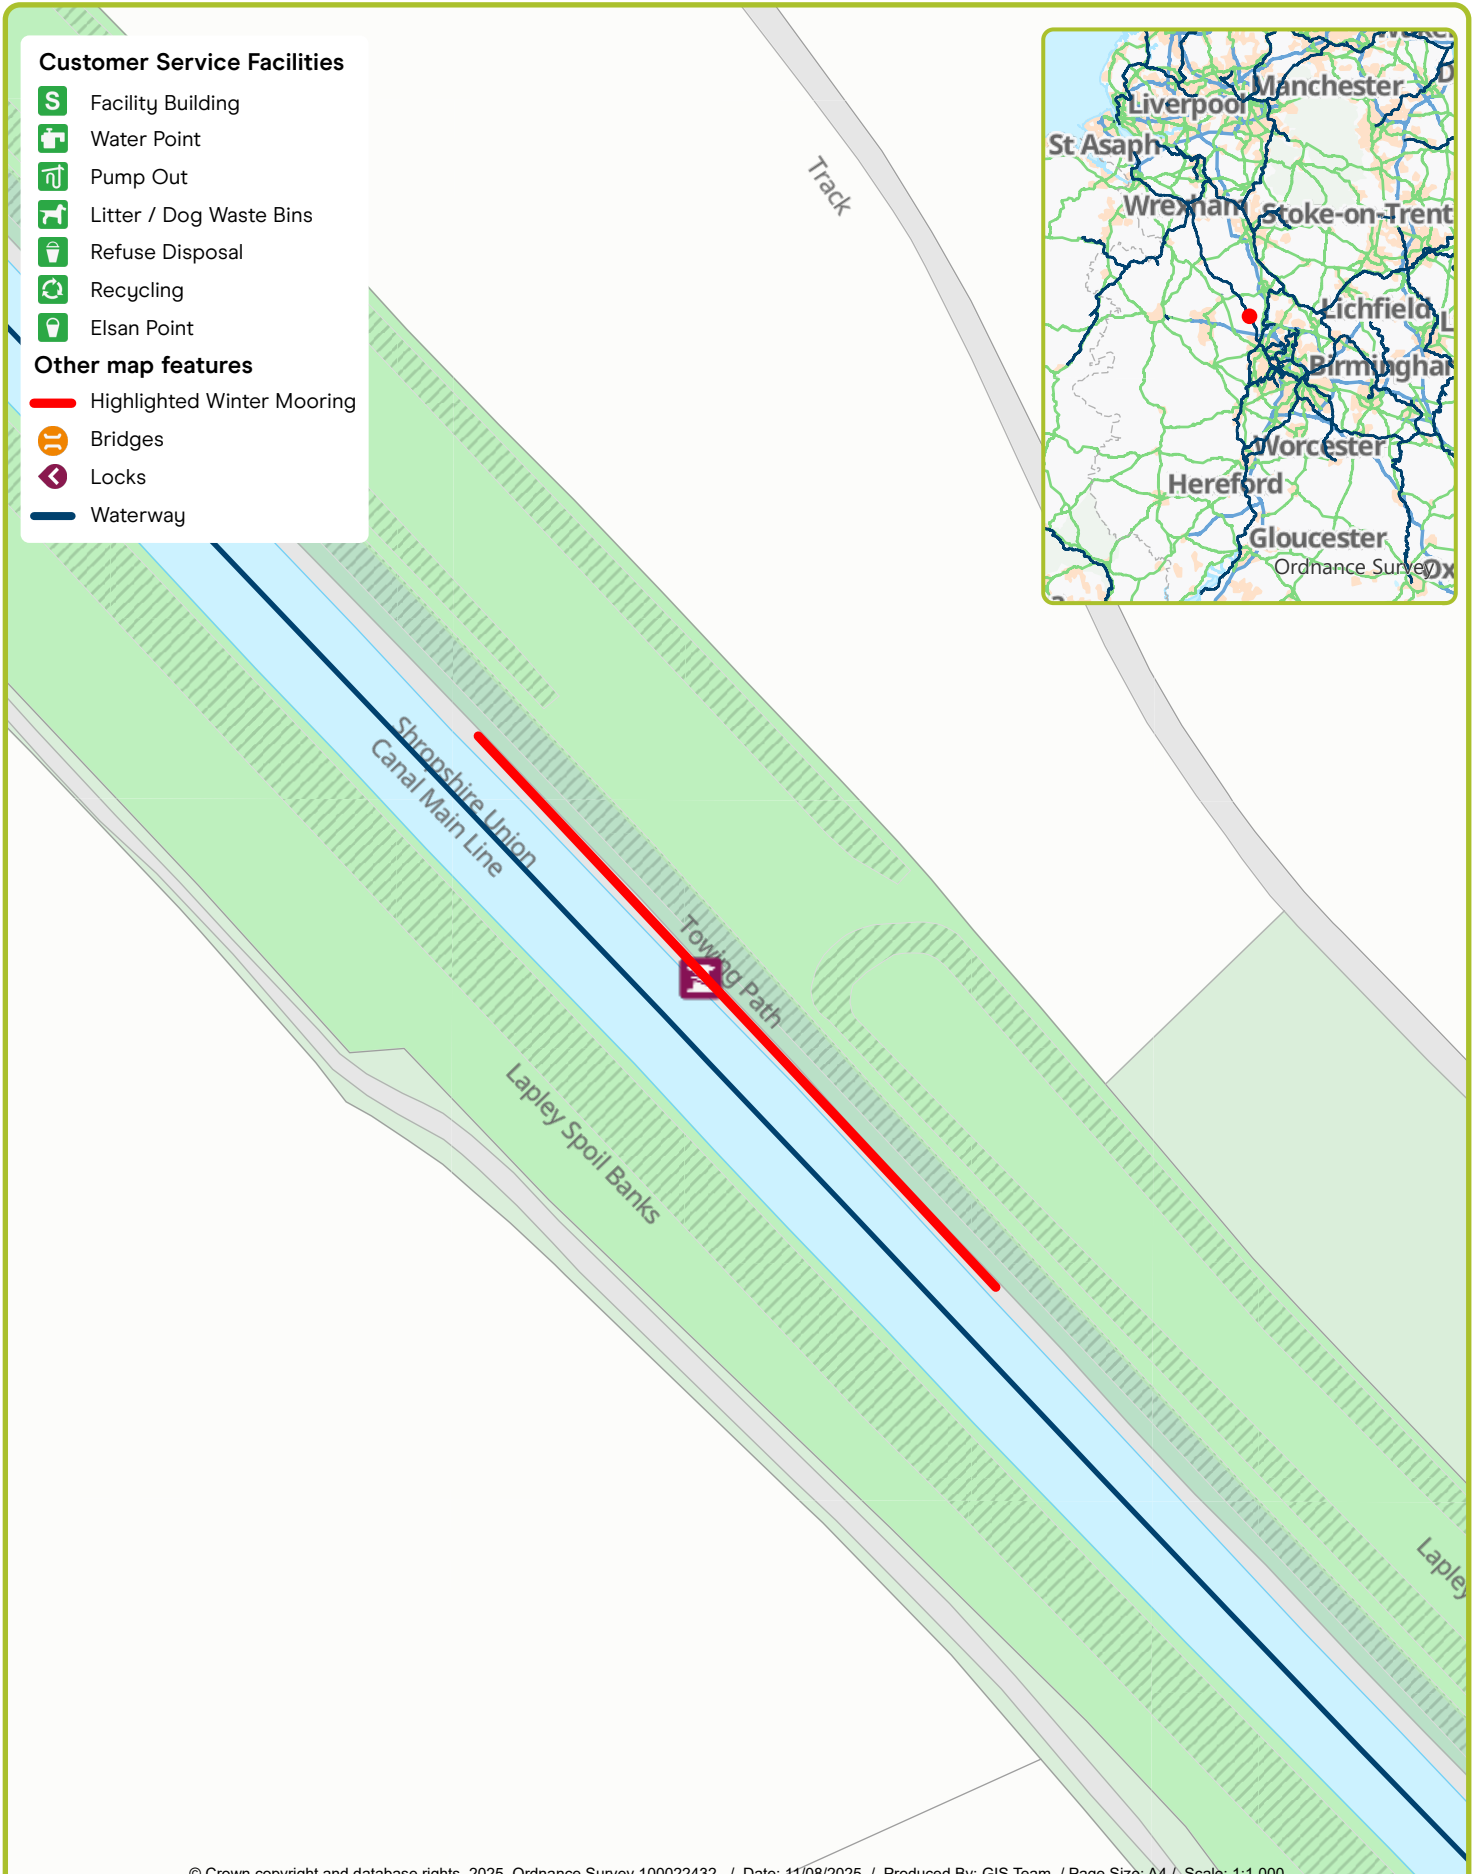 Customer Service Facilities
S
Facility Building
Water Point
Pump Out
Litter / Dog Waste Bins
Refuse Disposal
Recycling
Elsan Point
Other map features
Highlighted Winter Mooring
Bridges
Locks
Waterway
Track
Manchester
Liverpool
St Asaph
Wrexham
Stoke-on-Trent
Lichfield
L
Birmingha
Worcester
Hereford
Gloucester
Ordnance Survey
Ox
Shropshire Union
Canal Main Line
Towing Path
Lapley Spoil Banks
Lapley
© Crown copyright and database rights, 2025, Ordnance Survey 100022432. / Date: 11/08/2025 / Produced By: GIS Team / Page Size: A4 / Scale: 1:1,000